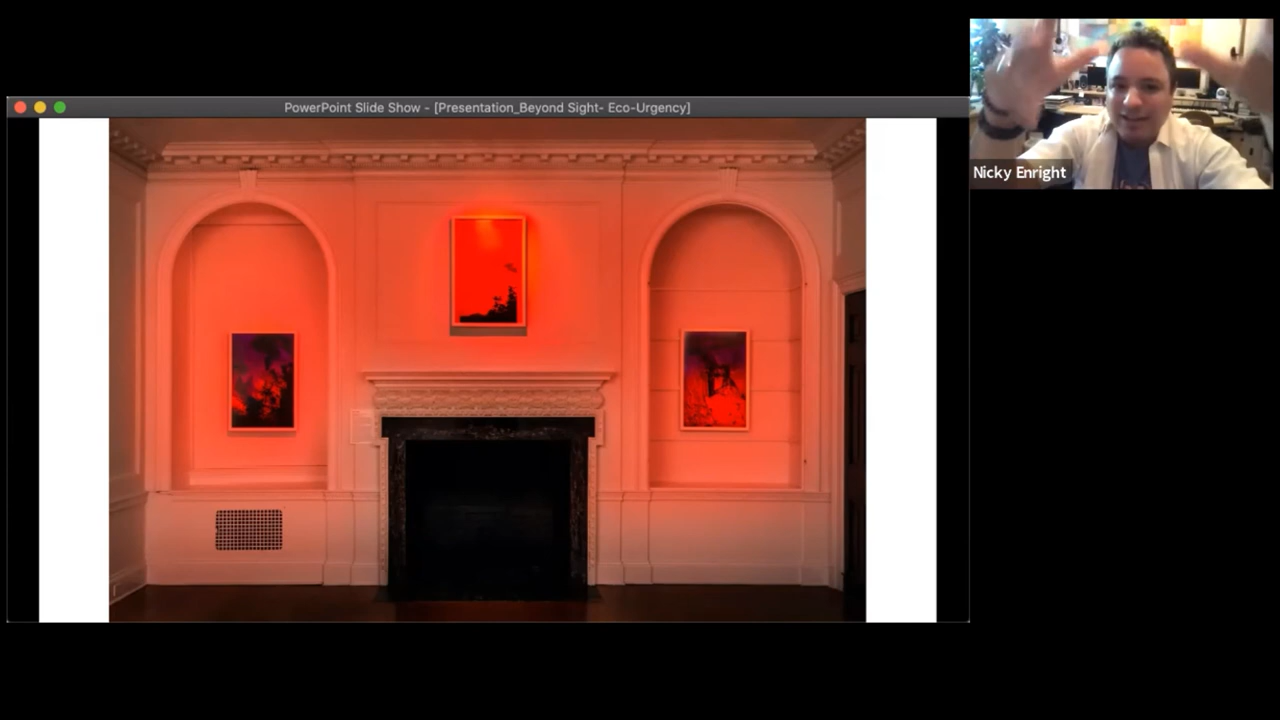 PowerPoint Slide Show - [Presentation_Beyond Sight- Eco-Urgency]
Nicky Enright